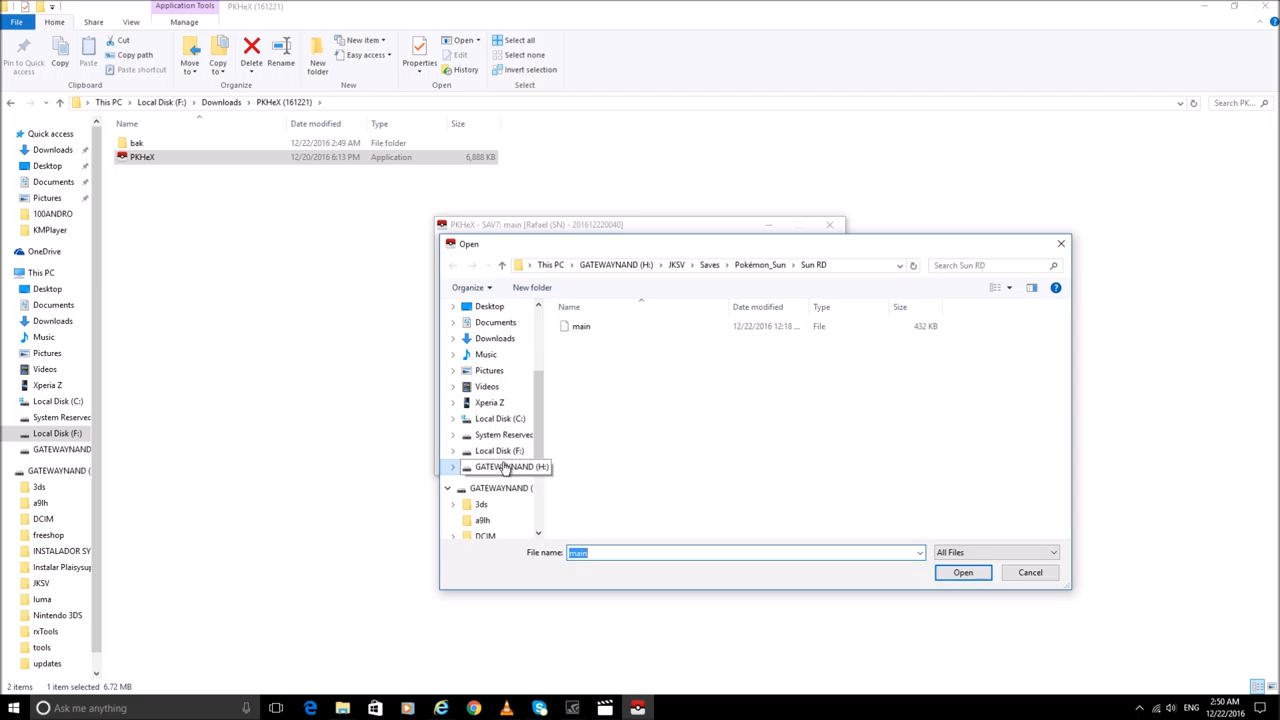 Application Tools
PKHeX (161221)
File
Home
Share
View
Manage
Pin to Quick access
Copy
Paste
Cut
Copy path
Paste shortcut
Clipboard
Move to
Copy to
Delete
Rename
Organize
New folder
New item
Easy access
New
Properties
Open
Edit
History
Open
Select all
Select none
Invert selection
Select
This PC > Local Disk (F:) > Downloads > PKHeX (161221) >
Search PK...
Name
Date modified
Type
Size
bak
12/22/2016 2:49 AM
File folder
PKHeX
12/20/2016 6:13 PM
Application
6,888 KB
Quick access
Downloads
Desktop
Documents
Pictures
100ANDRO
KMPlayer
OneDrive
This PC
Desktop
Documents
Downloads
Music
Pictures
Videos
Xperia Z
Local Disk (C:)
System Reserved
Local Disk (F:)
GATEWAYNAND
GATEWAYNAND (
3ds
a9lh
DCIM
freeshop
INSTALADOR SY
Instalar Plaisysup
JKSV
luma
Nintendo 3DS
rxTools
tools
updates
PKHeX - SAV7: main [Rafael (SN) - 201612220040]
Open
This PC > GATEWAYNAND (H:) > JKSV > Saves > Pokémon_Sun > Sun RD
Search Sun RD
Organize
New folder
Desktop
Documents
Downloads
Music
Pictures
Videos
Xperia Z
Local Disk (C:)
System Reserved
Local Disk (F:)
GATEWAYNAND (H:)
GATEWAYNAND (
3ds
a9lh
DCIM
Name
Date modified
Type
Size
main
12/22/2016 12:18 ...
File
432 KB
File name:
main
All Files
Open
Cancel
2 items
1 item selected 6.72 MB
Ask me anything
ENG
2:50 AM
12/22/2016